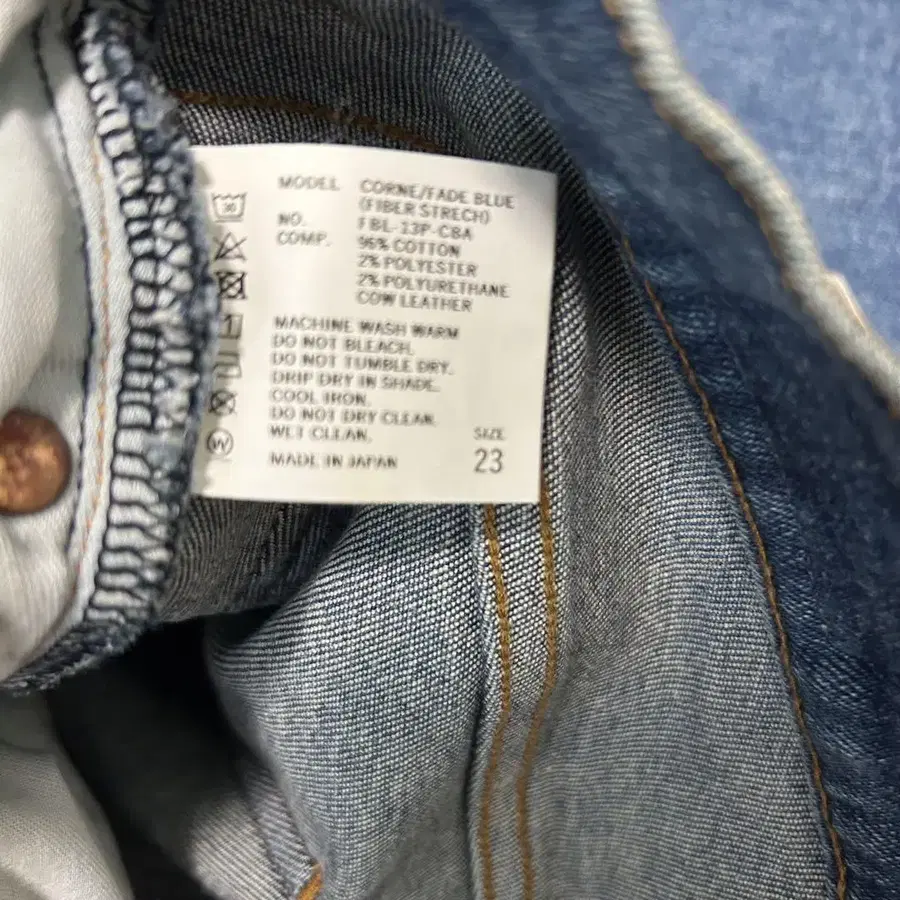 MODEL CORNE/FADE BLUE
(FIBER STRECH)
NO. FBL-13P-C8A
COMP. 96% COTTON
2% POLYESTER
2% POLYURETHANE
COW LEATHER
MACHINE WASH WARM
DO NOT BLEACH.
DO NOT TUMBLE DRY.
DRIP DRY IN SHADE.
COOL IRON.
DO NOT DRY CLEAN.
WET CLEAN.
MADE IN JAPAN
SIZE
23
30
W